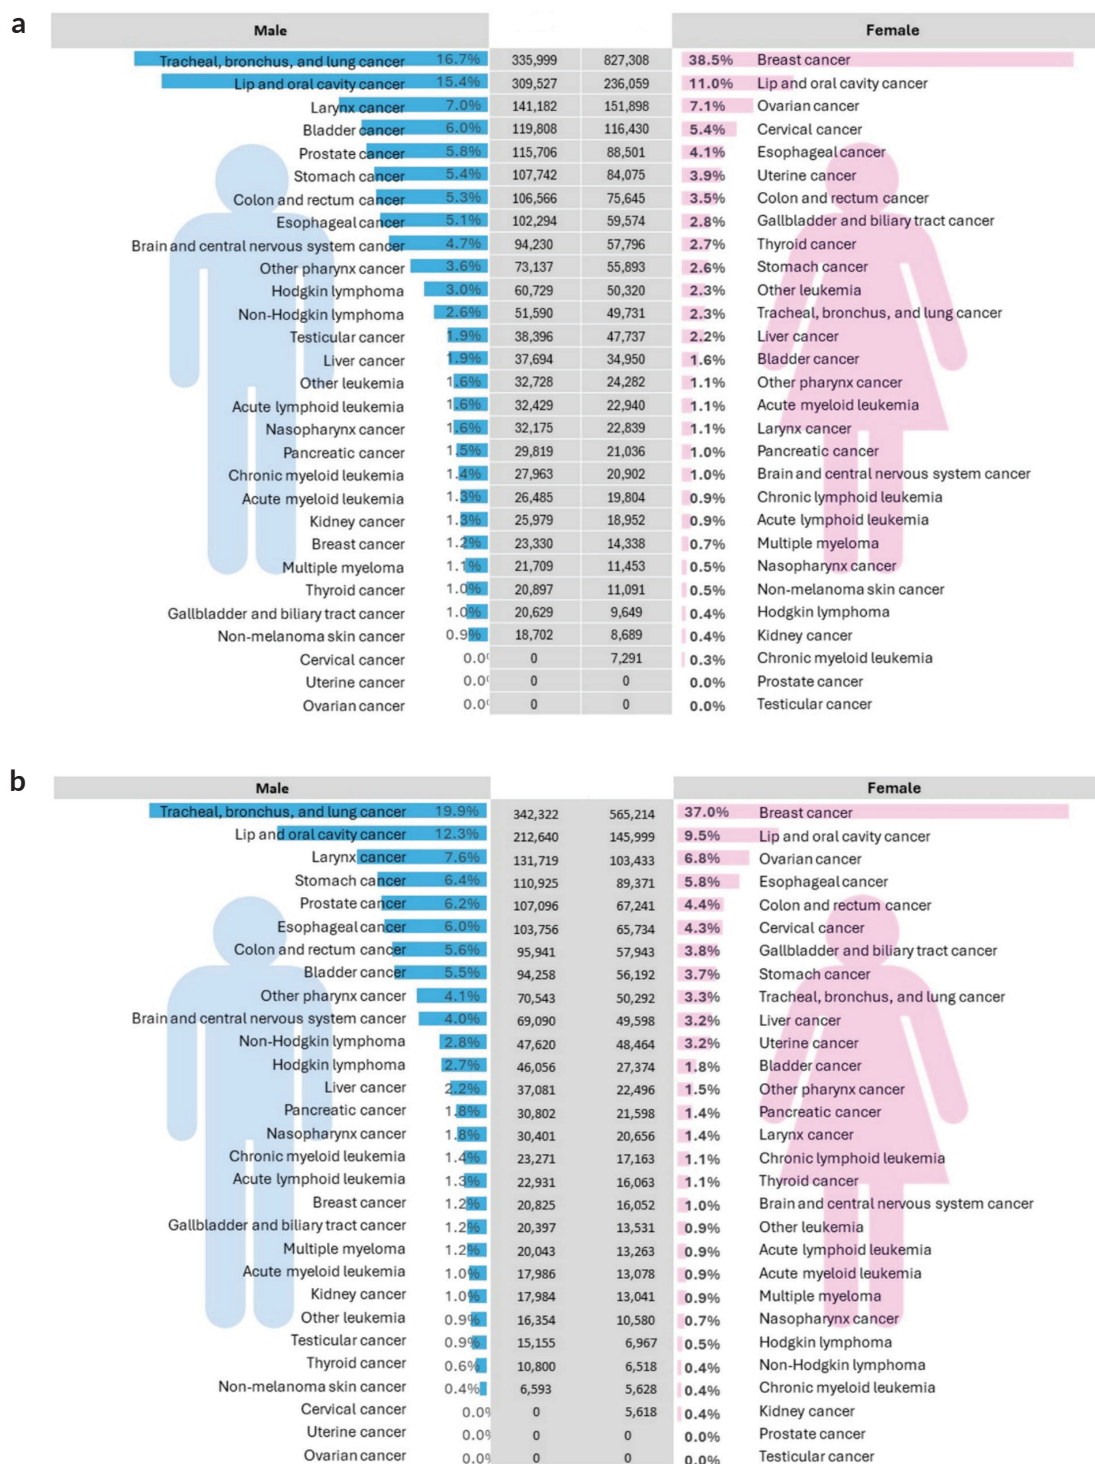 a
Male Female
Tracheal, bronchus, and lung cancer 16.7% 335,999 827,308 38.5% Breast cancer
Lip and oral cavity cancer 15.4% 309,527 236,059 11.0% Lip and oral cavity cancer
Larynx cancer 7.0% 141,182 151,898 7.1% Ovarian cancer
Bladder cancer 6.0% 119,808 116,430 5.4% Cervical cancer
Prostate cancer 5.8% 115,706 88,501 4.1% Esophageal cancer
Stomach cancer 5.4% 107,742 84,075 3.9% Uterine cancer
Colon and rectum cancer 5.3% 106,566 75,645 3.5% Colon and rectum cancer
Esophageal cancer 5.1% 102,294 59,574 2.8% Gallbladder and biliary tract cancer
Brain and central nervous system cancer 4.7% 94,230 57,796 2.7% Thyroid cancer
Other pharynx cancer 3.6% 73,137 55,893 2.6% Stomach cancer
Hodgkin lymphoma 3.0% 60,729 50,320 2.3% Other leukemia
Non-Hodgkin lymphoma 2.6% 51,590 49,731 2.3% Tracheal, bronchus, and lung cancer
Testicular cancer 1.9% 38,396 47,737 2.2% Liver cancer
Liver cancer 1.9% 37,694 34,950 1.6% Bladder cancer
Other leukemia 1.6% 32,728 24,282 1.1% Other pharynx cancer
Acute lymphoid leukemia 1.6% 32,429 22,940 1.1% Acute myeloid leukemia
Nasopharynx cancer 1.6% 32,175 22,839 1.1% Larynx cancer
Pancreatic cancer 1.5% 29,819 21,036 1.0% Pancreatic cancer
Chronic myeloid leukemia 1.4% 27,963 20,902 1.0% Brain and central nervous system cancer
Acute myeloid leukemia 1.3% 26,485 19,804 0.9% Chronic lymphoid leukemia
Kidney cancer 1.3% 25,979 18,952 0.9% Acute lymphoid leukemia
Breast cancer 1.2% 23,330 14,338 0.7% Multiple myeloma
Multiple myeloma 1.1% 21,709 11,453 0.5% Nasopharynx cancer
Thyroid cancer 1.0% 20,897 11,091 0.5% Non-melanoma skin cancer
Gallbladder and biliary tract cancer 1.0% 20,629 9,649 0.4% Hodgkin lymphoma
Non-melanoma skin cancer 0.9% 18,702 8,689 0.4% Kidney cancer
Cervical cancer 0.0% 0 7,291 0.3% Chronic myeloid leukemia
Uterine cancer 0.0% 0 0 0.0% Prostate cancer
Ovarian cancer 0.0% 0 0 0.0% Testicular cancer
b
Male Female
Tracheal, bronchus, and lung cancer 19.9% 342,322 565,214 37.0% Breast cancer
Lip and oral cavity cancer 12.3% 212,640 145,999 9.5% Lip and oral cavity cancer
Larynx cancer 7.6% 131,719 103,433 6.8% Ovarian cancer
Stomach cancer 6.4% 110,925 89,371 5.8% Esophageal cancer
Prostate cancer 6.2% 107,096 67,241 4.4% Colon and rectum cancer
Esophageal cancer 6.0% 103,756 65,734 4.3% Cervical cancer
Colon and rectum cancer 5.6% 95,941 57,943 3.8% Gallbladder and biliary tract cancer
Bladder cancer 5.5% 94,258 56,192 3.7% Stomach cancer
Other pharynx cancer 4.1% 70,543 50,292 3.3% Tracheal, bronchus, and lung cancer
Brain and central nervous system cancer 4.0% 69,090 49,598 3.2% Liver cancer
Non-Hodgkin lymphoma 2.8% 47,620 48,464 3.2% Uterine cancer
Hodgkin lymphoma 2.7% 46,056 27,374 1.8% Bladder cancer
Liver cancer 2.2% 37,081 22,496 1.5% Other pharynx cancer
Pancreatic cancer 1.8% 30,802 21,598 1.4% Pancreatic cancer
Nasopharynx cancer 1.8% 30,401 20,656 1.4% Larynx cancer
Chronic myeloid leukemia 1.4% 23,271 17,163 1.1% Chronic lymphoid leukemia
Acute lymphoid leukemia 1.3% 22,931 16,063 1.1% Thyroid cancer
Breast cancer 1.2% 20,825 16,052 1.0% Brain and central nervous system cancer
Gallbladder and biliary tract cancer 1.2% 20,397 13,531 0.9% Other leukemia
Multiple myeloma 1.2% 20,043 13,263 0.9% Acute lymphoid leukemia
Acute myeloid leukemia 1.0% 17,986 13,078 0.9% Acute myeloid leukemia
Kidney cancer 1.0% 17,984 13,041 0.9% Multiple myeloma
Other leukemia 0.9% 16,354 10,580 0.7% Nasopharynx cancer
Testicular cancer 0.9% 15,155 6,967 0.5% Hodgkin lymphoma
Thyroid cancer 0.6% 10,800 6,518 0.4% Non-Hodgkin lymphoma
Non-melanoma skin cancer 0.4% 6,593 5,628 0.4% Chronic myeloid leukemia
Cervical cancer 0.0% 0 5,618 0.4% Kidney cancer
Uterine cancer 0.0% 0 0 0.0% Prostate cancer
Ovarian cancer 0.0% 0 0 0.0% Testicular cancer